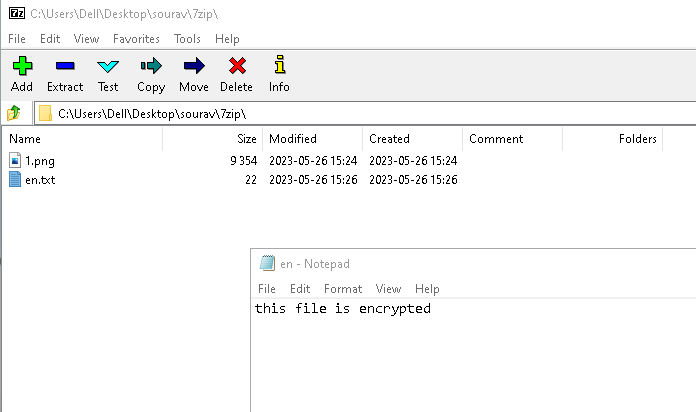 7z C:\Users\Dell\Desktop\sourav\7zip\
File Edit View Favorites Tools Help
Add Extract Test Copy Move Delete Info
C:\Users\Dell\Desktop\sourav\7zip\
Name Size Modified Created Comment Folders
1.png 9 354 2023-05-26 15:24 2023-05-26 15:24
en.txt 22 2023-05-26 15:26 2023-05-26 15:26
en - Notepad
File Edit Format View Help
this file is encrypted